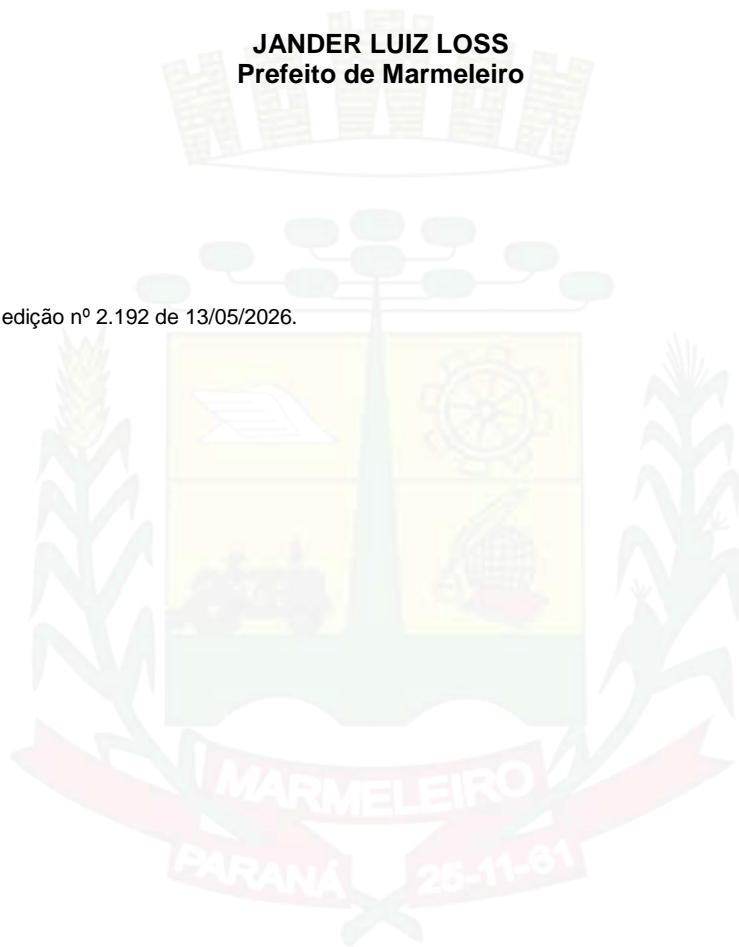 JANDER LUIZ LOSS
Prefeito de Marmeleiro
edição nº 2.192 de 13/05/2026.
MARMELEIRO
PARANÁ 25-11-61